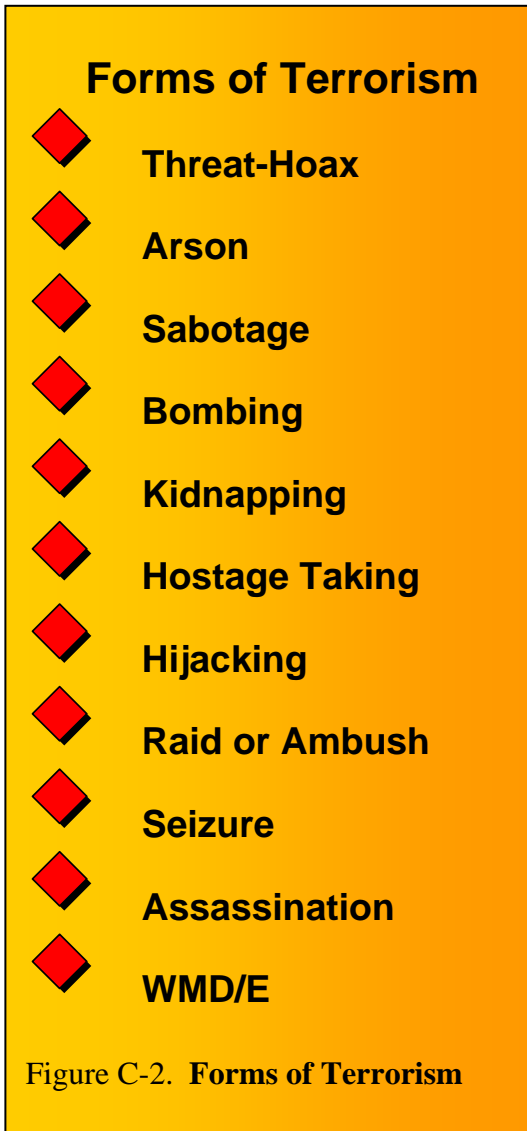 Forms of Terrorism
Threat-Hoax
Arson
Sabotage
Bombing
Kidnapping
Hostage Taking
Hijacking
Raid or Ambush
Seizure
Assassination
WMD/E
Figure C-2. Forms of Terrorism